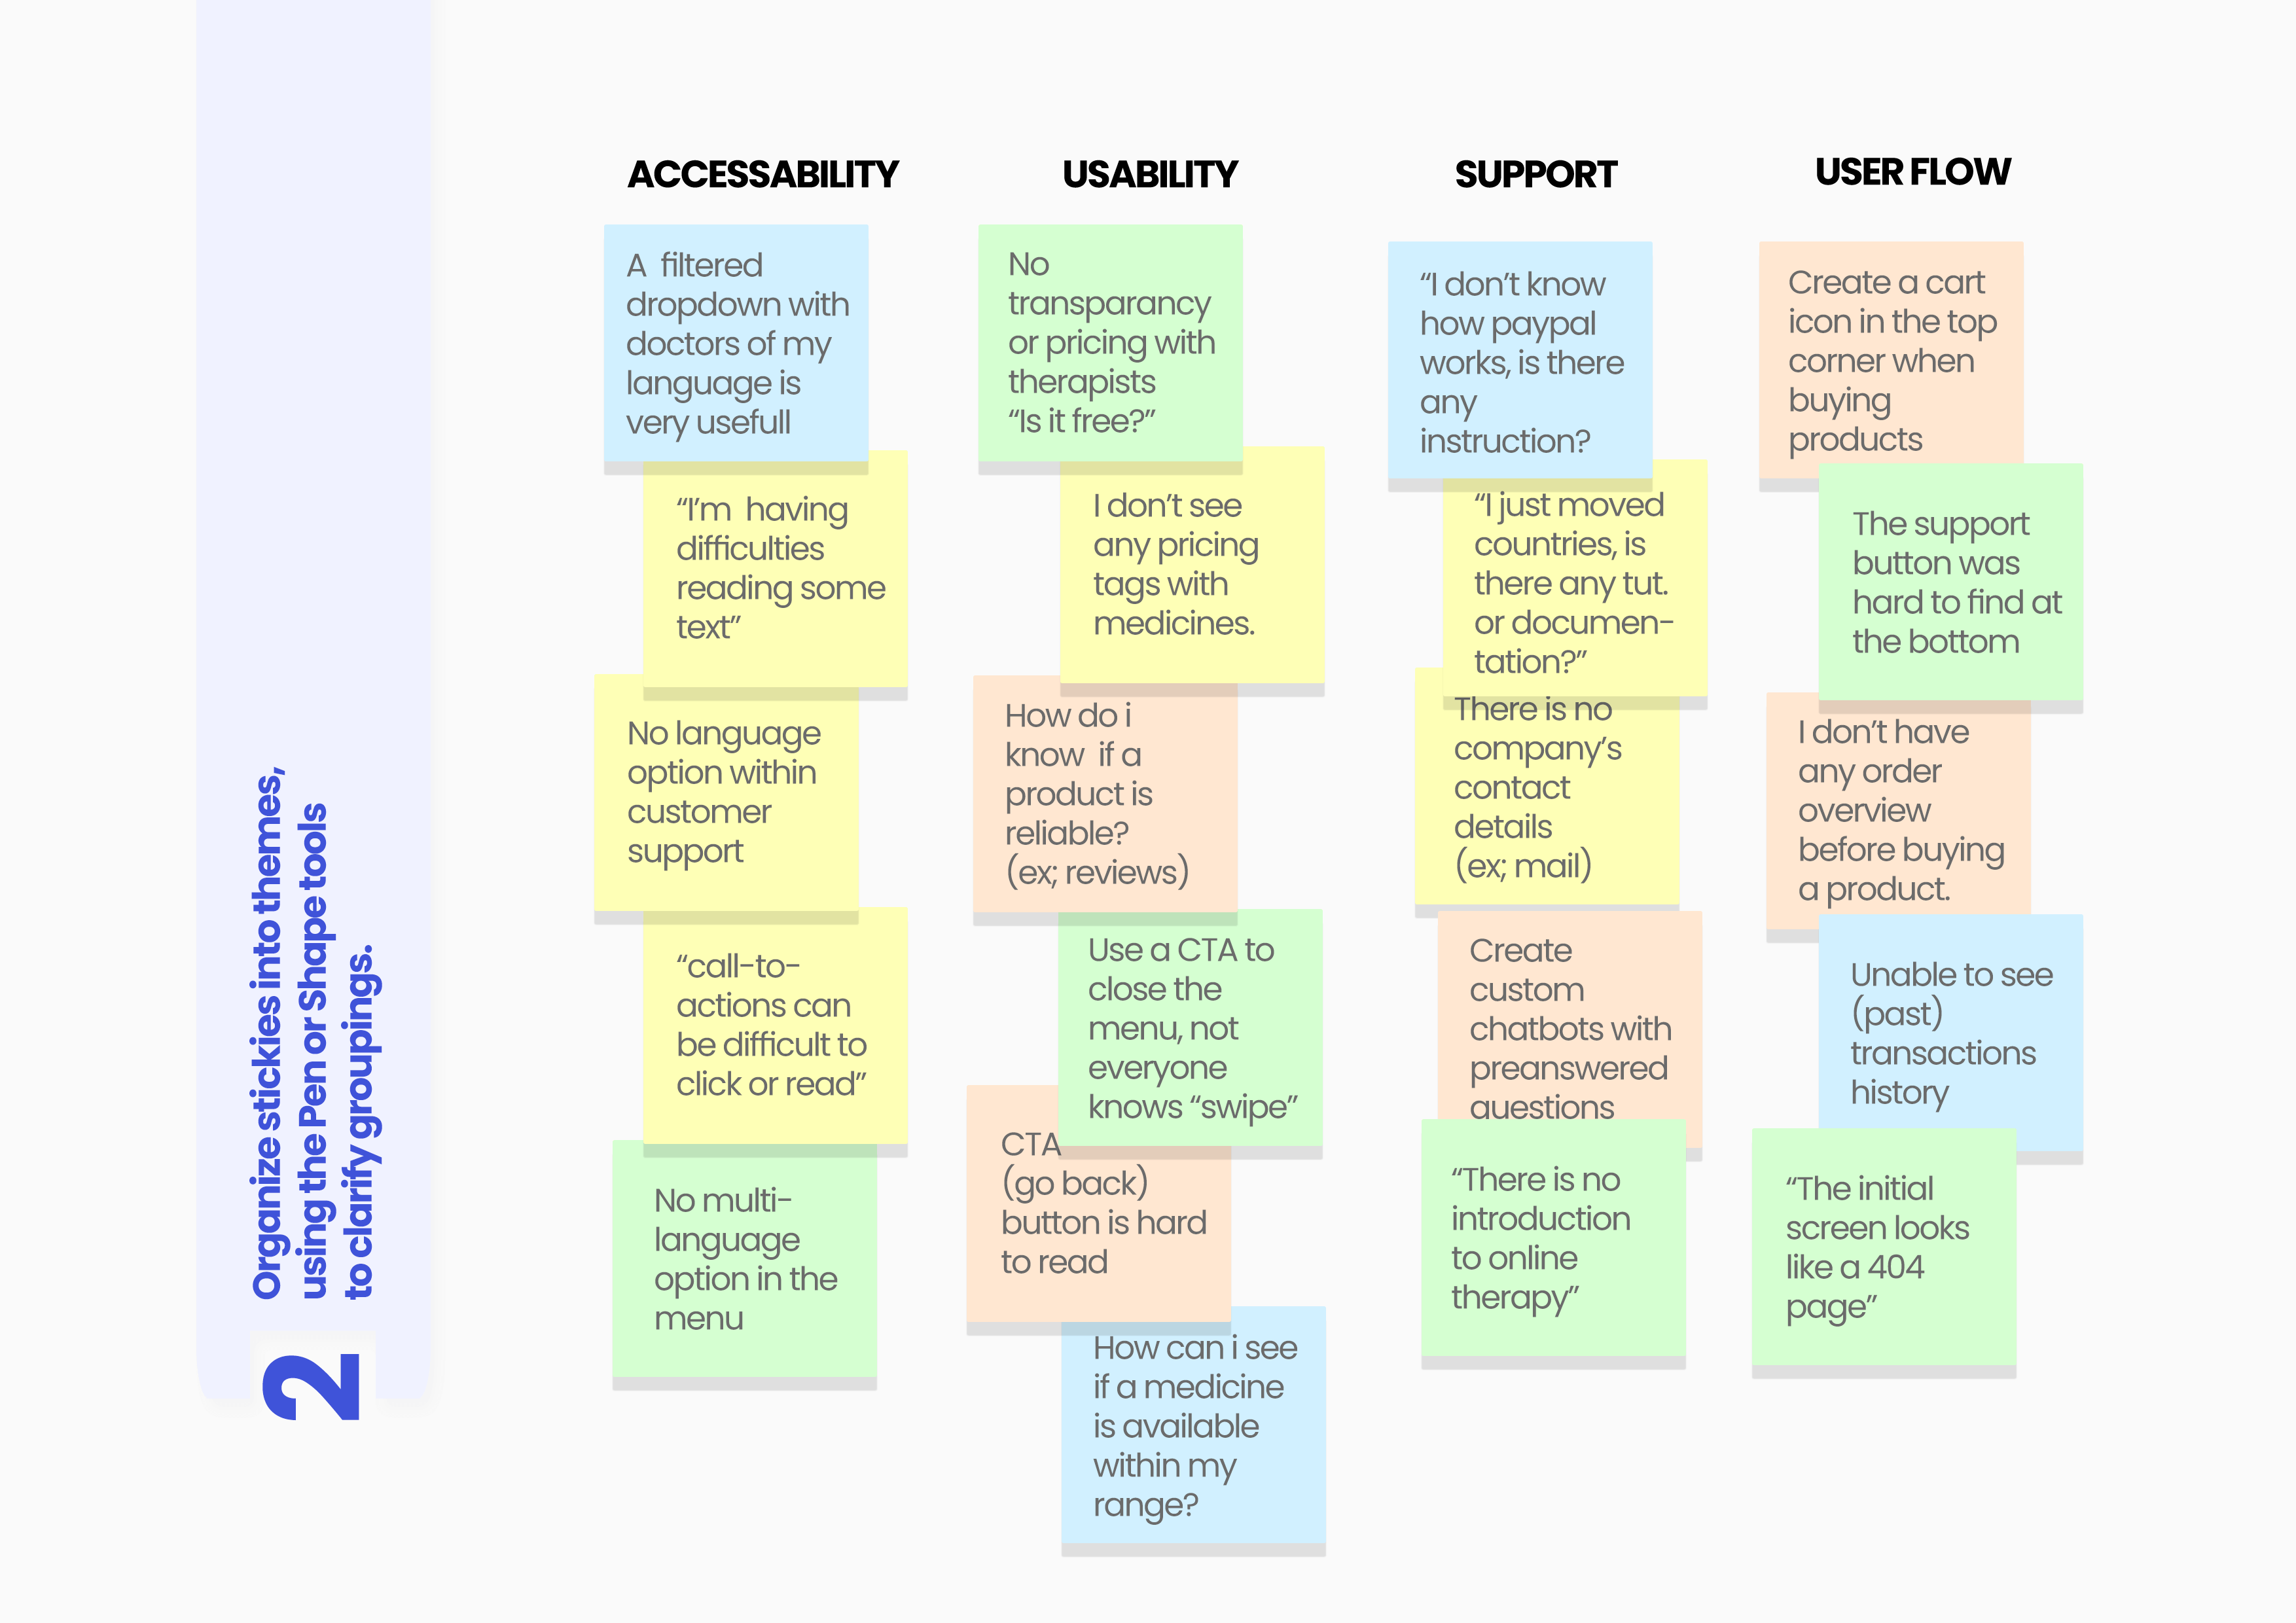 2
Organize stickies into themes,
using the Pen or Shape tools
to clarify groupings.
ACCESSABILITY
A filtered
dropdown with
doctors of my
language is
very usefull
“I’m having
difficulties
reading some
text”
No language
option within
customer
support
“call-to-
actions can
be difficult to
click or read”
No multi-
language
option in the
menu
USABILITY
No
transparancy
or pricing with
therapists
“Is it free?”
I don’t see
any pricing
tags with
medicines.
How do i
know if a
product is
reliable?
(ex; reviews)
Use a CTA to
close the
menu, not
everyone
knows “swipe”
CTA
(go back)
button is hard
to read
How can i see
if a medicine
is available
within my
range?
SUPPORT
“I don’t know
how paypal
works, is there
any
instruction?
“I just moved
countries, is
there any tut.
or documen-
tation?”
There is no
company’s
contact
details
(ex; mail)
Create
custom
chatbots with
preanswered
questions
“There is no
introduction
to online
therapy”
USER FLOW
Create a cart
icon in the top
corner when
buying
products
The support
button was
hard to find at
the bottom
I don’t have
any order
overview
before buying
a product.
Unable to see
(past)
transactions
history
“The initial
screen looks
like a 404
page”